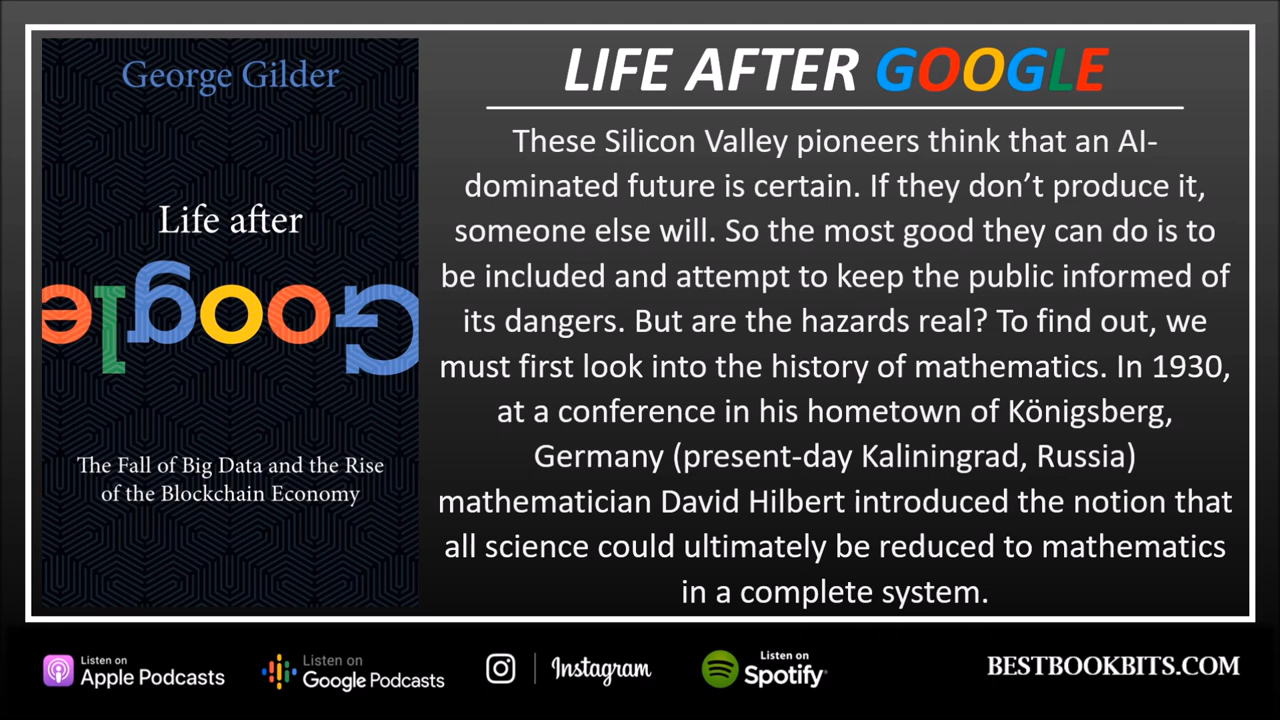 George Gilder
Life after
Google
The Fall of Big Data and the Rise
of the Blockchain Economy
LIFE AFTER GOOGLE
These Silicon Valley pioneers think that an AI-
dominated future is certain. If they don’t produce it,
someone else will. So the most good they can do is to
be included and attempt to keep the public informed of
its dangers. But are the hazards real? To find out, we
must first look into the history of mathematics. In 1930,
at a conference in his hometown of Königsberg,
Germany (present-day Kaliningrad, Russia)
mathematician David Hilbert introduced the notion that
all science could ultimately be reduced to mathematics
in a complete system.
Listen on
Apple Podcasts
Listen on
Google Podcasts
Instagram
Listen on
Spotify
BESTBOOKBITS.COM